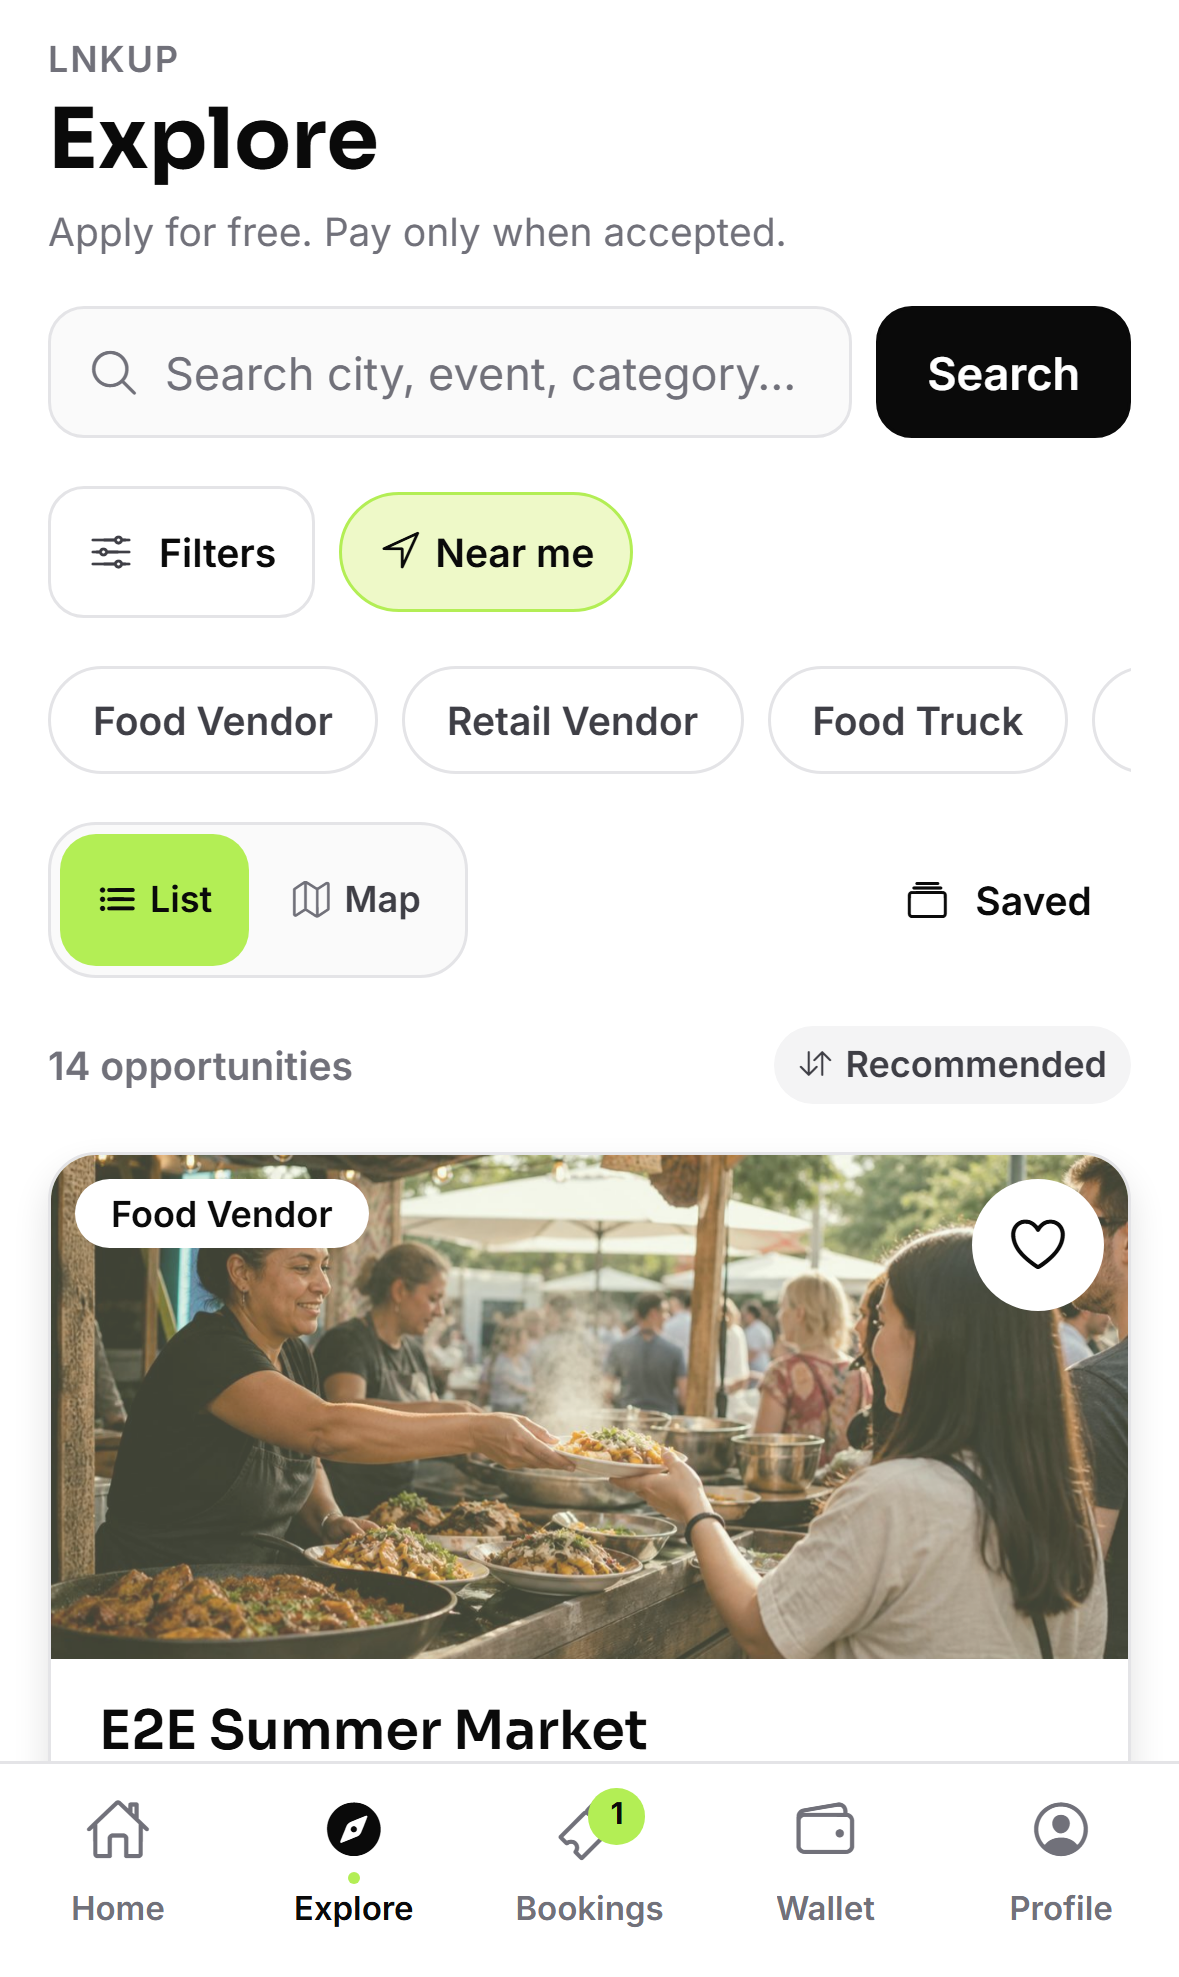 LNKUP
Explore
Apply for free. Pay only when accepted.
Search city, event, category...
Search
Filters
Near me
Food Vendor
Retail Vendor
Food Truck
List
Map
Saved
14 opportunities
Recommended
Food Vendor
E2E Summer Market
1
Home
Explore
Bookings
Wallet
Profile